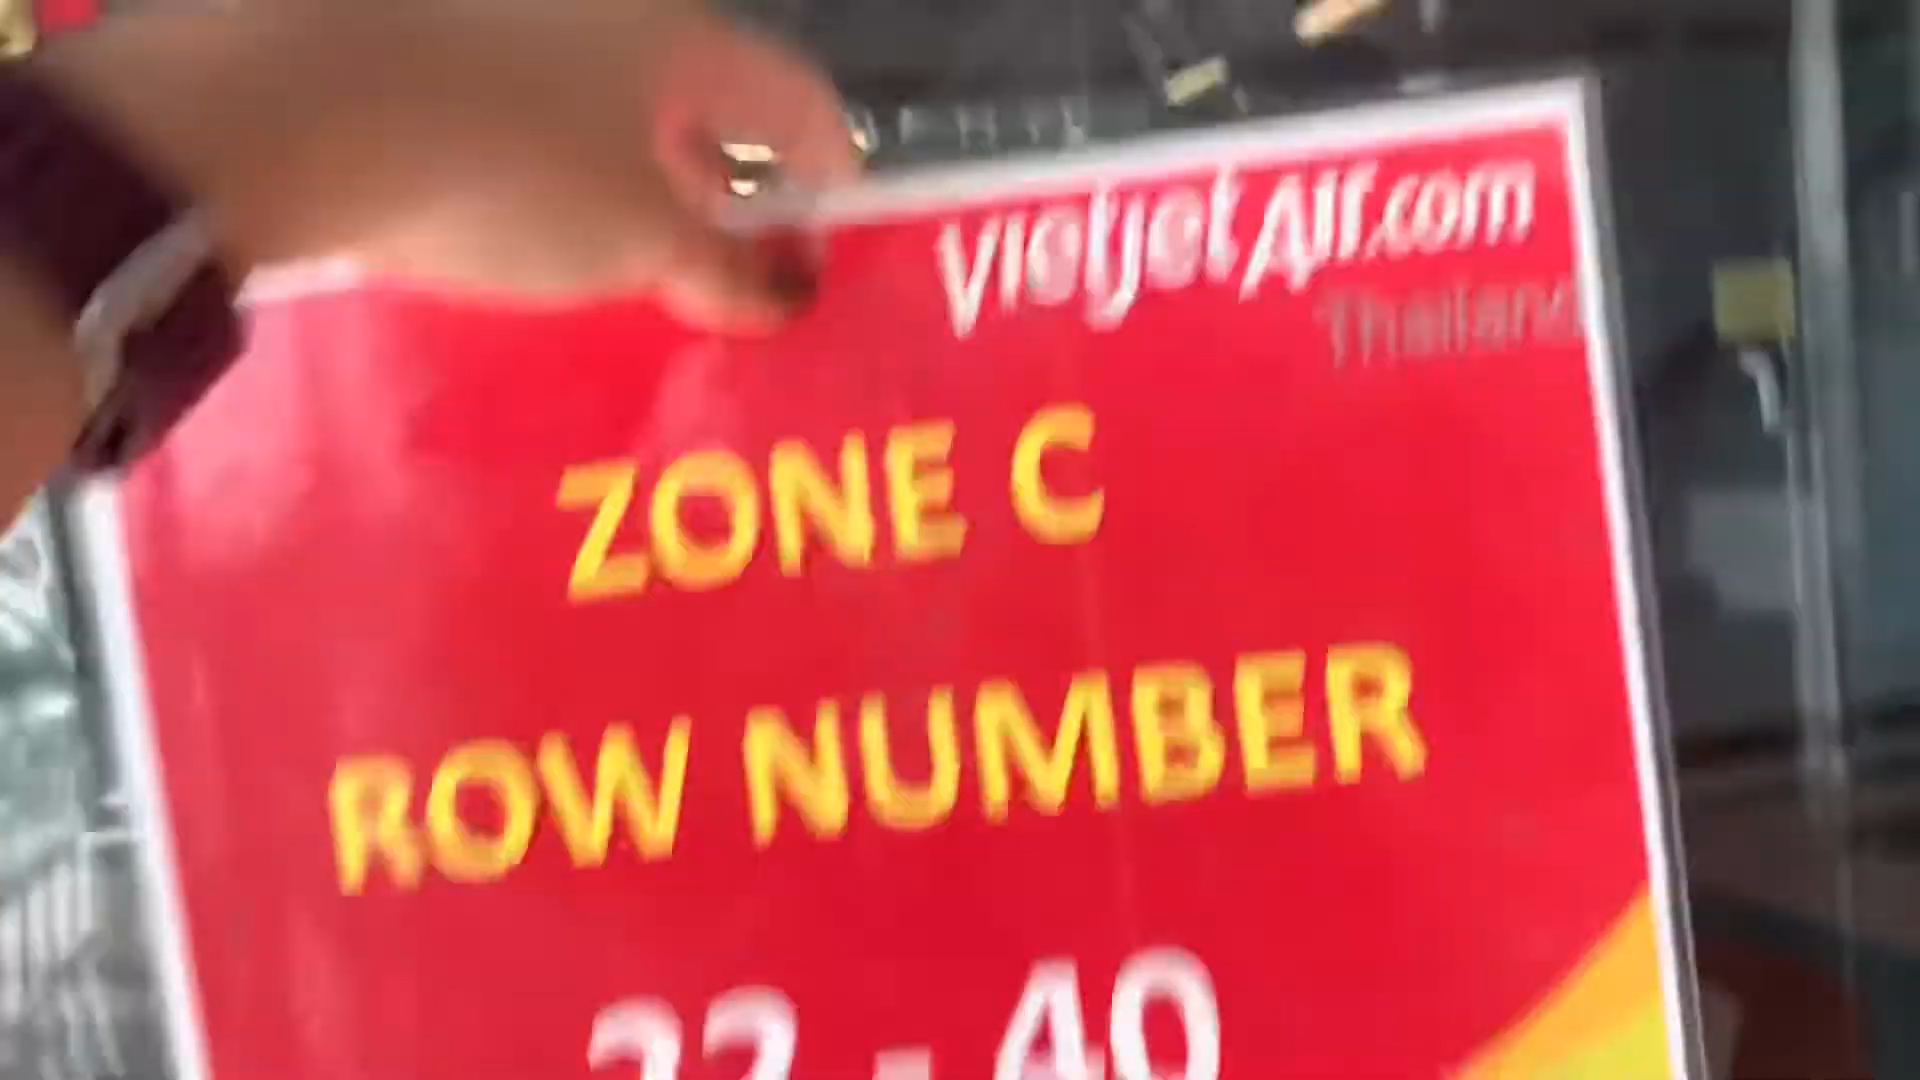 VietjetAir.com
Thailand
ZONE C
ROW NUMBER
22 - 40